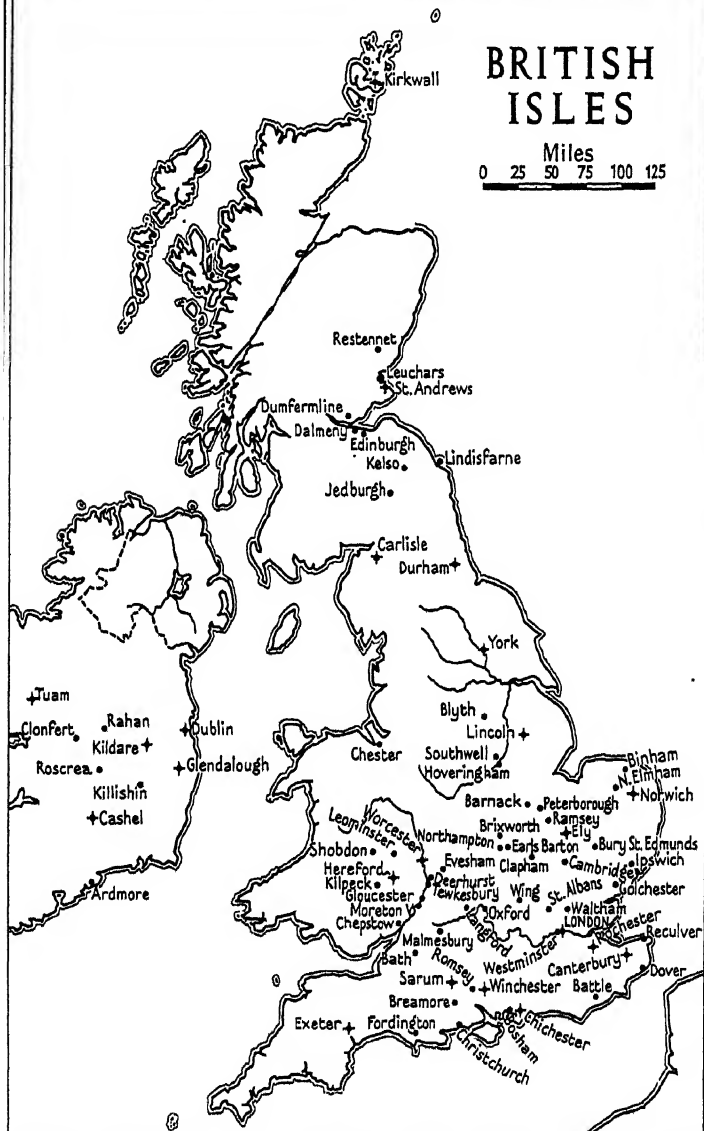 BRITISH
ISLES
Miles
0 25 50 75 100 125
Kirkwall
Restennet
Leuchars
St. Andrews
Dumfermline
Dalmeny
Edinburgh
Kelso
Lindisfarne
Jedburgh
Carlisle
Durham
York
Tuam
Clonfert
Rahan
Dublin
Kildare
Roscrea
Glendalough
Killishin
Cashel
Ardmore
Blyth
Lincoln
Chester
Southwell
Hoveringham
Binham
N. Elmham
Norwich
Barnack
Peterborough
Ramsey
Brixworth
Ely
Northampton
Earls Barton
Bury St. Edmunds
Clapham
Cambridge
Ipswich
Worcester
Leominster
Shobdon
Evesham
Hereford
Deerhurst
Kilpeck
Tewkesbury
Wing
St. Albans
Colchester
Gloucester
Moreton V.
Oxford
Waltham
Chepstow
Langford
LONDON
Rochester
Reculver
Malmesbury
Westminster
Bath
Romsey
Canterbury
Dover
Sarum
Winchester
Battle
Breamore
Chichester
Bosham
Exeter
Fordington
Christchurch